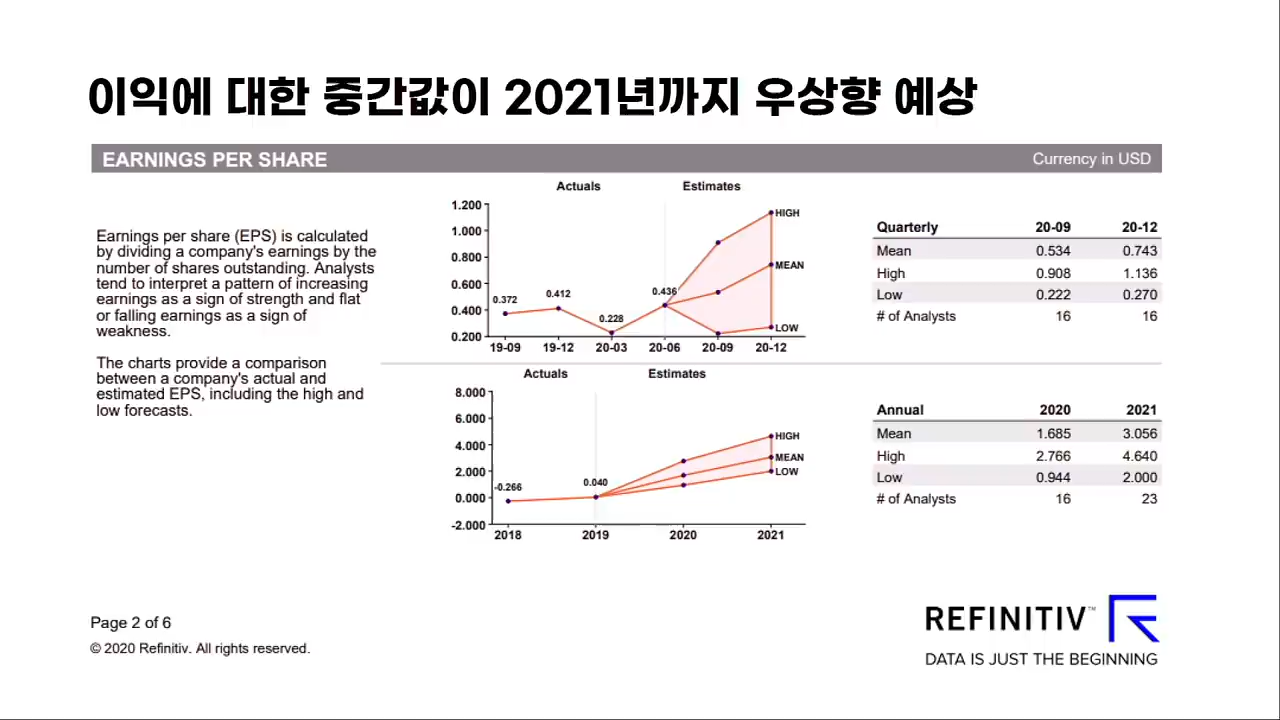 이익에 대한 중간값이 2021년까지 우상향 예상
EARNINGS PER SHARE
Currency in USD
Earnings per share (EPS) is calculated
by dividing a company's earnings by the
number of shares outstanding. Analysts
tend to interpret a pattern of increasing
earnings as a sign of strength and flat
or falling earnings as a sign of
weakness.
The charts provide a comparison
between a company's actual and
estimated EPS, including the high and
low forecasts.
Actuals Estimates
1.200
1.000
0.800
0.600
0.400
0.200
0.372 0.412 0.228 0.436
HIGH
MEAN
LOW
19-09 19-12 20-03 20-06 20-09 20-12
Quarterly 20-09 20-12
Mean 0.534 0.743
High 0.908 1.136
Low 0.222 0.270
# of Analysts 16 16
Actuals Estimates
8.000
6.000
4.000
2.000
0.000
-2.000
-0.266 0.040
HIGH
MEAN
LOW
2018 2019 2020 2021
Annual 2020 2021
Mean 1.685 3.056
High 2.766 4.640
Low 0.944 2.000
# of Analysts 16 23
Page 2 of 6
© 2020 Refinitiv. All rights reserved.
REFINITIV™
DATA IS JUST THE BEGINNING